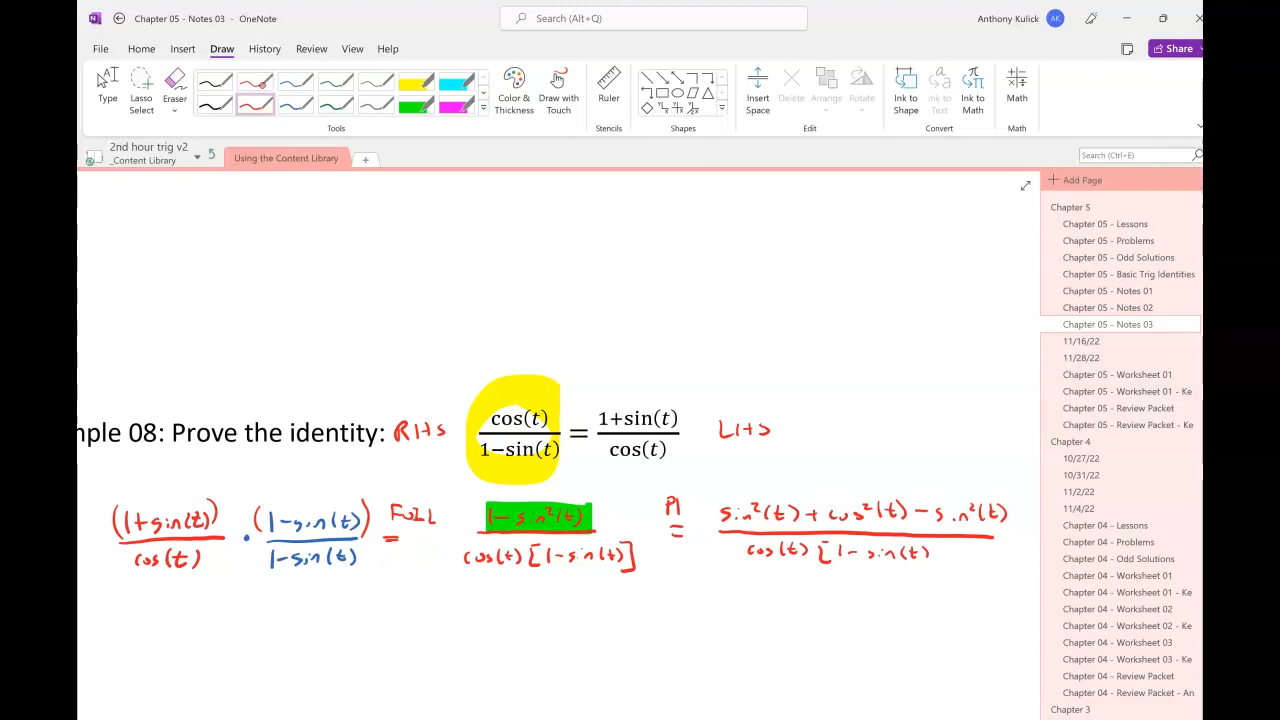 Chapter 05 - Notes 03 - OneNote
Search (Alt+Q)
Anthony Kulick AK
File Home Insert Draw History Review View Help
Share
Type
Lasso Select
Eraser
Color & Thickness
Draw with Touch
Ruler
Insert Space
Delete
Arrange
Rotate
Ink to Shape
Ink to Text
Ink to Math
Math
Tools
Stencils
Shapes
Edit
Convert
Math
2nd hour trig v2
_Content Library
Using the Content Library
Search (Ctrl+E)
Add Page
Chapter 5
Chapter 05 - Lessons
Chapter 05 - Problems
Chapter 05 - Odd Solutions
Chapter 05 - Basic Trig Identities
Chapter 05 - Notes 01
Chapter 05 - Notes 02
Chapter 05 - Notes 03
11/16/22
11/28/22
Chapter 05 - Worksheet 01
Chapter 05 - Worksheet 01 - Ke
Chapter 05 - Review Packet
Chapter 05 - Review Packet - Ke
Chapter 4
10/27/22
10/31/22
11/2/22
11/4/22
Chapter 04 - Lessons
Chapter 04 - Problems
Chapter 04 - Odd Solutions
Chapter 04 - Worksheet 01
Chapter 04 - Worksheet 01 - Ke
Chapter 04 - Worksheet 02
Chapter 04 - Worksheet 02 - Ke
Chapter 04 - Worksheet 03
Chapter 04 - Worksheet 03 - Ke
Chapter 04 - Review Packet
Chapter 04 - Review Packet - An
Chapter 3
mple 08: Prove the identity: RHS cos(t)/1−sin(t) = 1+sin(t)/cos(t) LHS
(1+sin(t))/cos(t) · (1-sin(t))/1-sin(t) = FOIL 1-sin²(t)/cos(t)[1-sin(t)] PI = sin²(t)+cos²(t)-sin²(t)/cos(t)[1-sin(t)